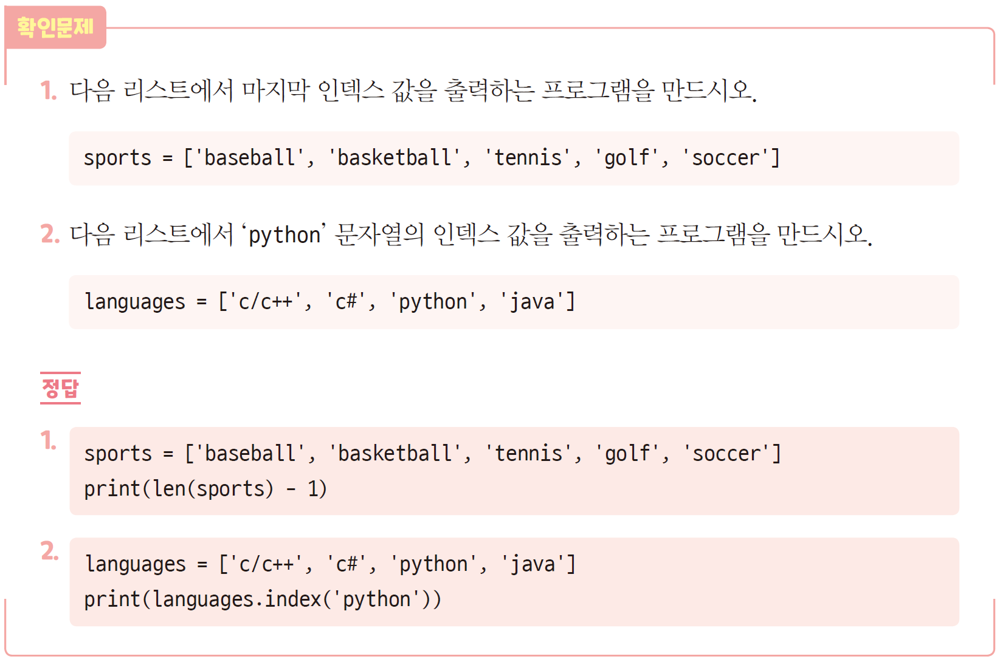 확인문제
1. 다음 리스트에서 마지막 인덱스 값을 출력하는 프로그램을 만드시오.
sports = ['baseball', 'basketball', 'tennis', 'golf', 'soccer']
2. 다음 리스트에서 ‘python’ 문자열의 인덱스 값을 출력하는 프로그램을 만드시오.
languages = ['c/c++', 'c#', 'python', 'java']
정답
1. sports = ['baseball', 'basketball', 'tennis', 'golf', 'soccer']
print(len(sports) - 1)
2. languages = ['c/c++', 'c#', 'python', 'java']
print(languages.index('python'))